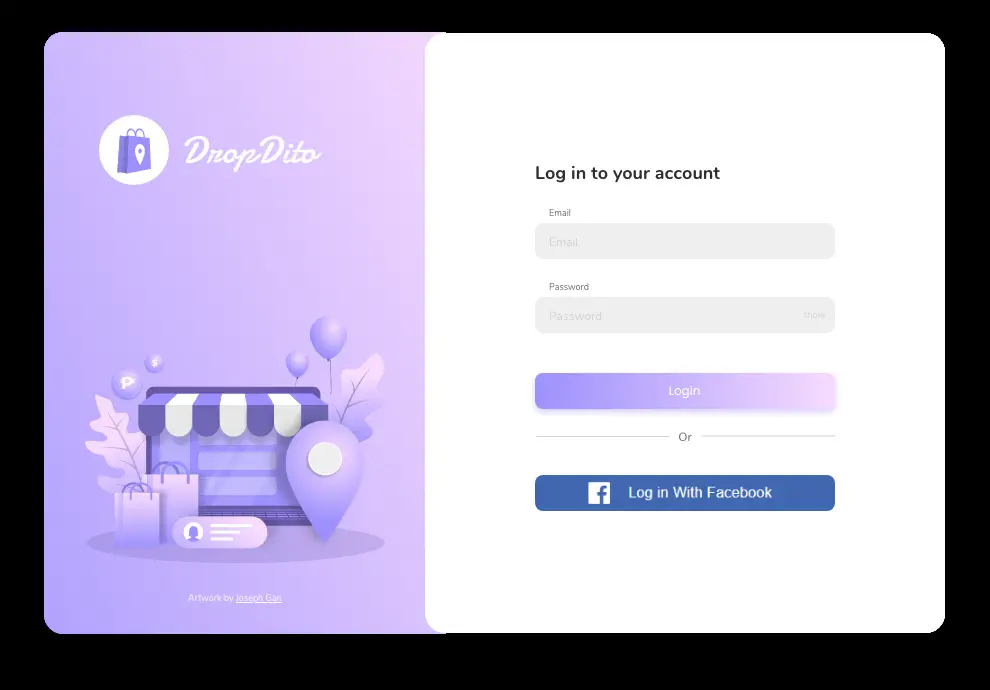 DropDito
Log in to your account
Email
Email
Password
Password
show
Login
Or
Log in With Facebook
P
$
Artwork by Joseph Gan